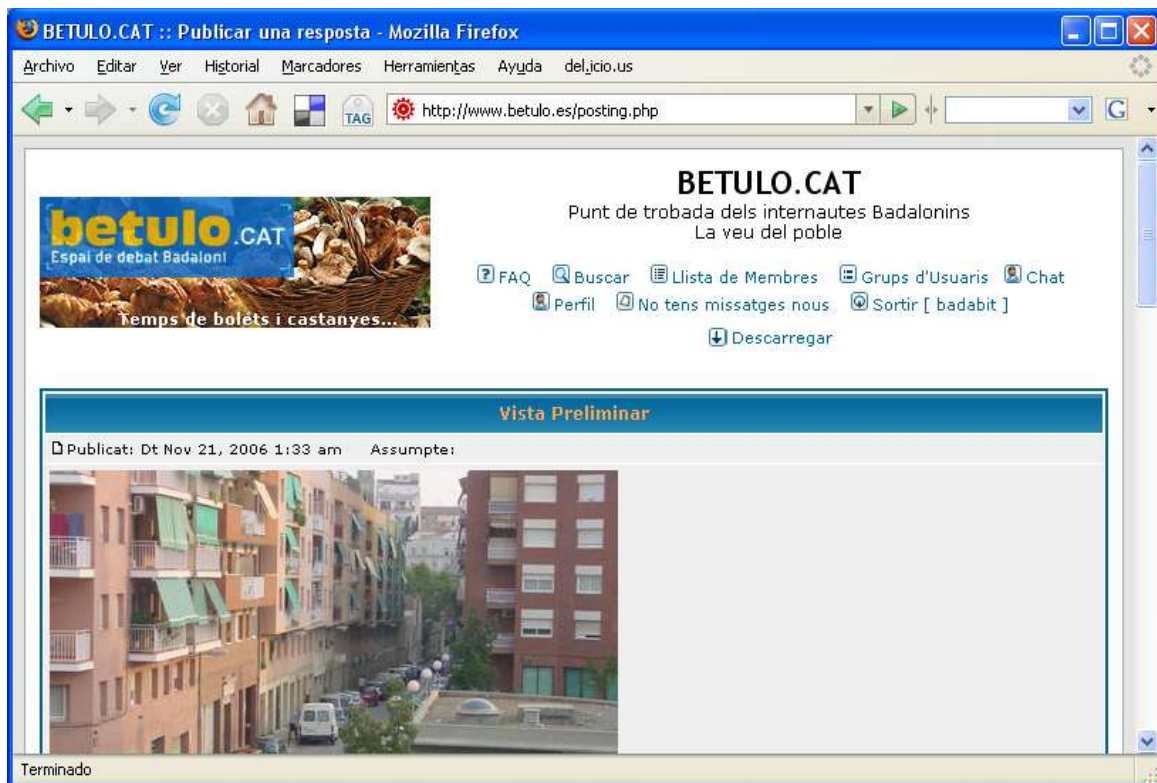 BETULO.CAT :: Publicar una resposta - Mozilla Firefox
Archivo Editar Ver Historial Marcadores Herramientas Ayuda del.icio.us
TAG http://www.betulo.es/posting.php G
betulo.CAT
Espai de debat Badaloní
Temps de bolets i castanyes...
BETULO.CAT
Punt de trobada dels internautes Badalonins
La veu del poble
FAQ Buscar Llista de Membres Grups d'Usuaris Chat
Perfil No tens missatges nous Sortir [ badabit ]
Descarregar
Vista Preliminar
Publicat: Dt Nov 21, 2006 1:33 am Assumpte:
Terminado